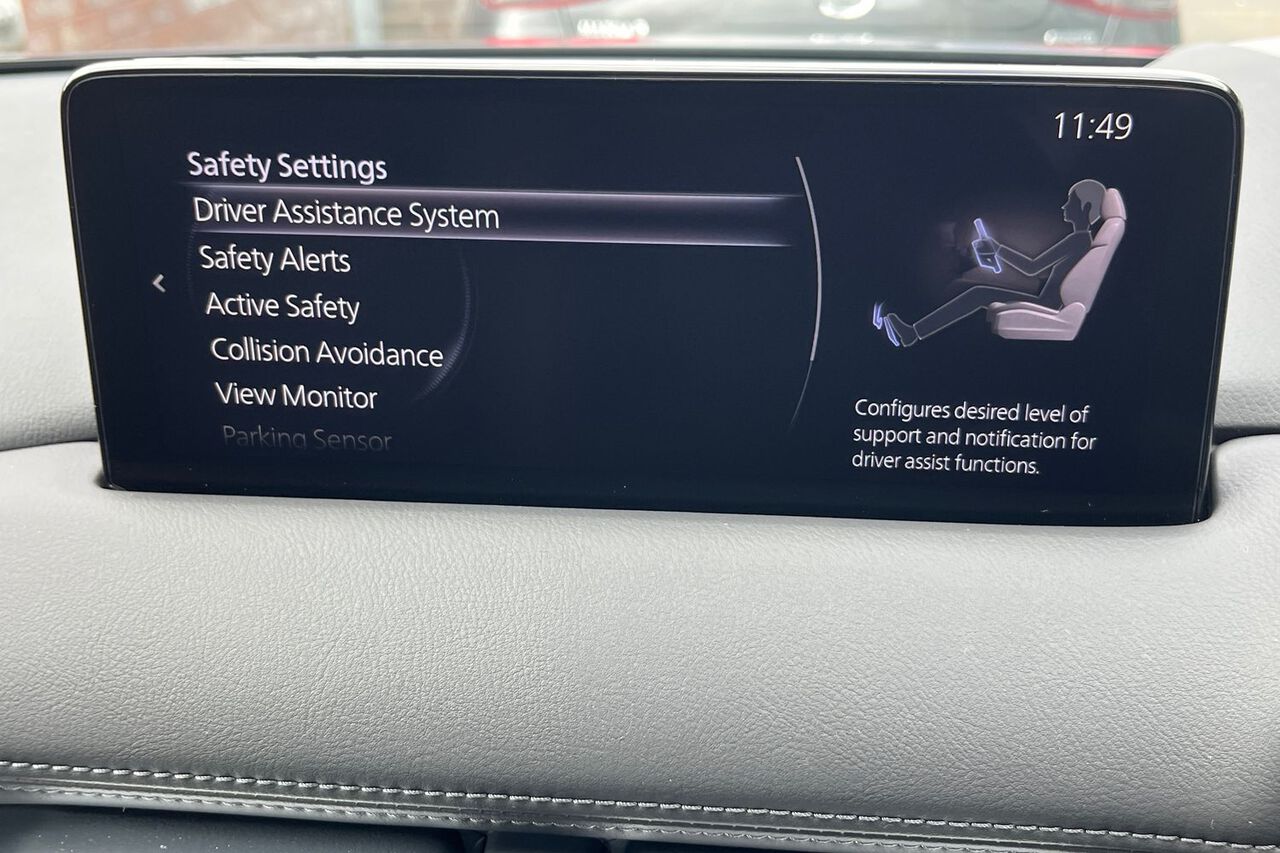 11:49
Safety Settings
Driver Assistance System
Safety Alerts
Active Safety
Collision Avoidance
View Monitor
Parking Sensor
Configures desired level of
support and notification for
driver assist functions.